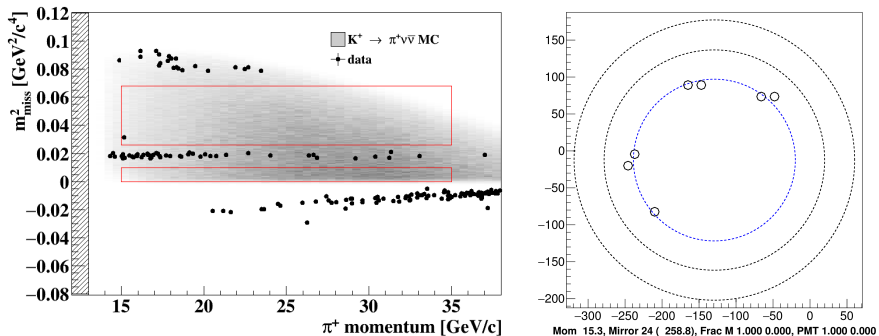 0.12
0.1
0.08
0.06
0.04
0.02
0
−0.02
−0.04
−0.06
−0.08
m²miss [GeV²/c⁴]
K⁺ → π⁺νν̄ MC
data
15 20 25 30 35
π⁺ momentum [GeV/c]
150
100
50
0
−50
−100
−150
−200
−300 −250 −200 −150 −100 −50 0 50
Mom 15.3, Mirror 24 ( 258.8), Frac M 1.000 0.000, PMT 1.000 0.000